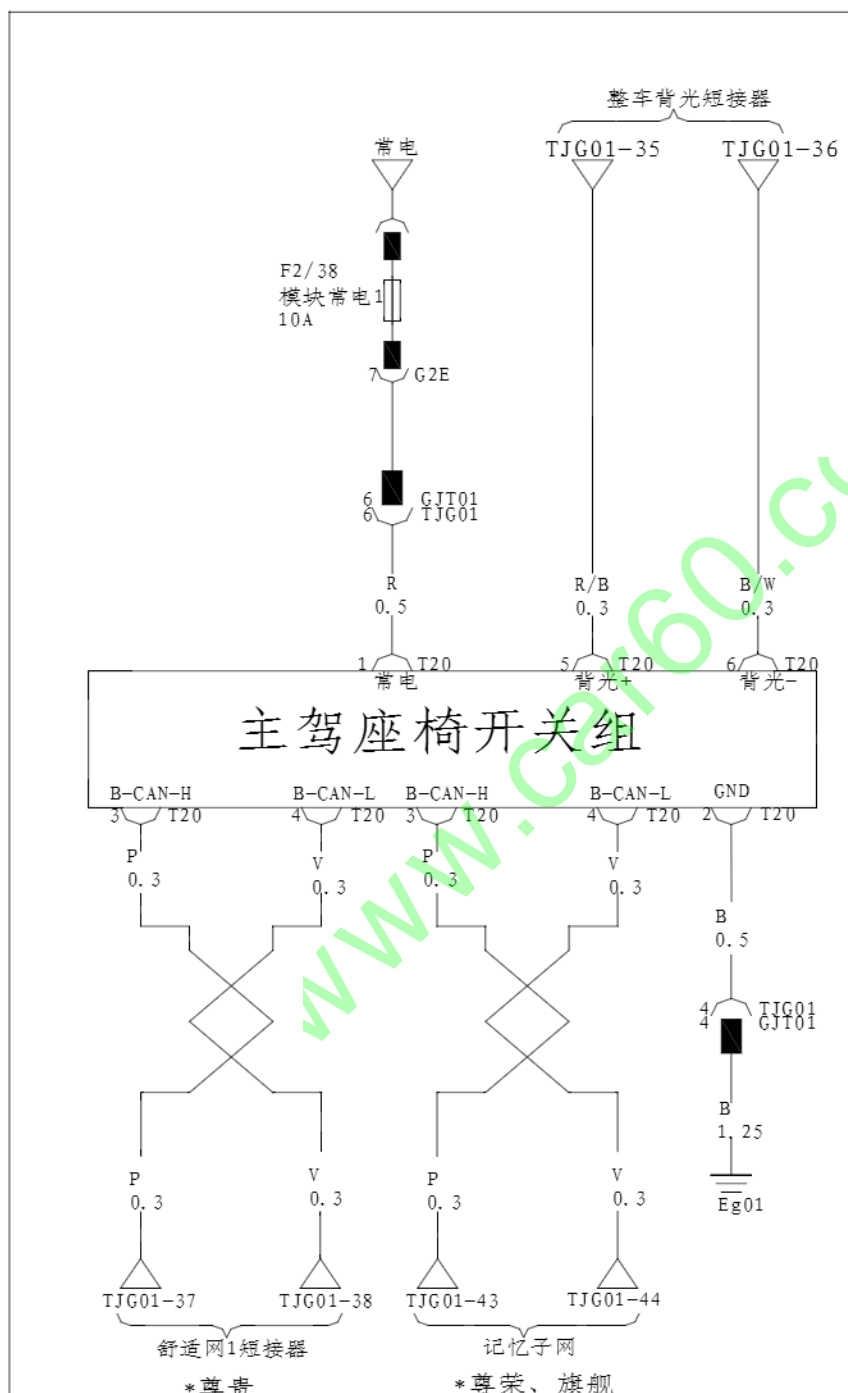 整车背光短接器
常电
TJG01-35
TJG01-36
F2/38
模块常电1
10A
7 G2E
6 GJT01
6 TJG01
R
0.5
R/B
0.3
B/W
0.3
1 T20
5 T20
6 T20
常电
背光+
背光-
主驾座椅开关组
B-CAN-H
B-CAN-L
B-CAN-H
B-CAN-L
GND
3 T20
4 T20
3 T20
4 T20
2 T20
P
0.3
V
0.3
P
0.3
V
0.3
B
0.5
4 TJG01
4 GJT01
B
1.25
Eg01
P
0.3
V
0.3
P
0.3
V
0.3
TJG01-37
TJG01-38
TJG01-43
TJG01-44
舒适网1短接器
记忆子网
*尊贵
*尊荣、旗舰
www.car60.co